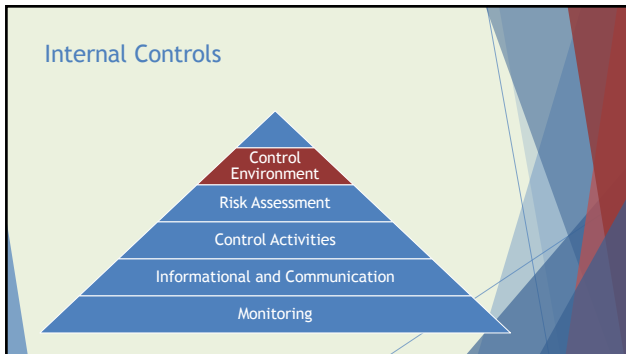 Internal Controls
Control
Environment
Risk Assessment
Control Activities
Informational and Communication
Monitoring